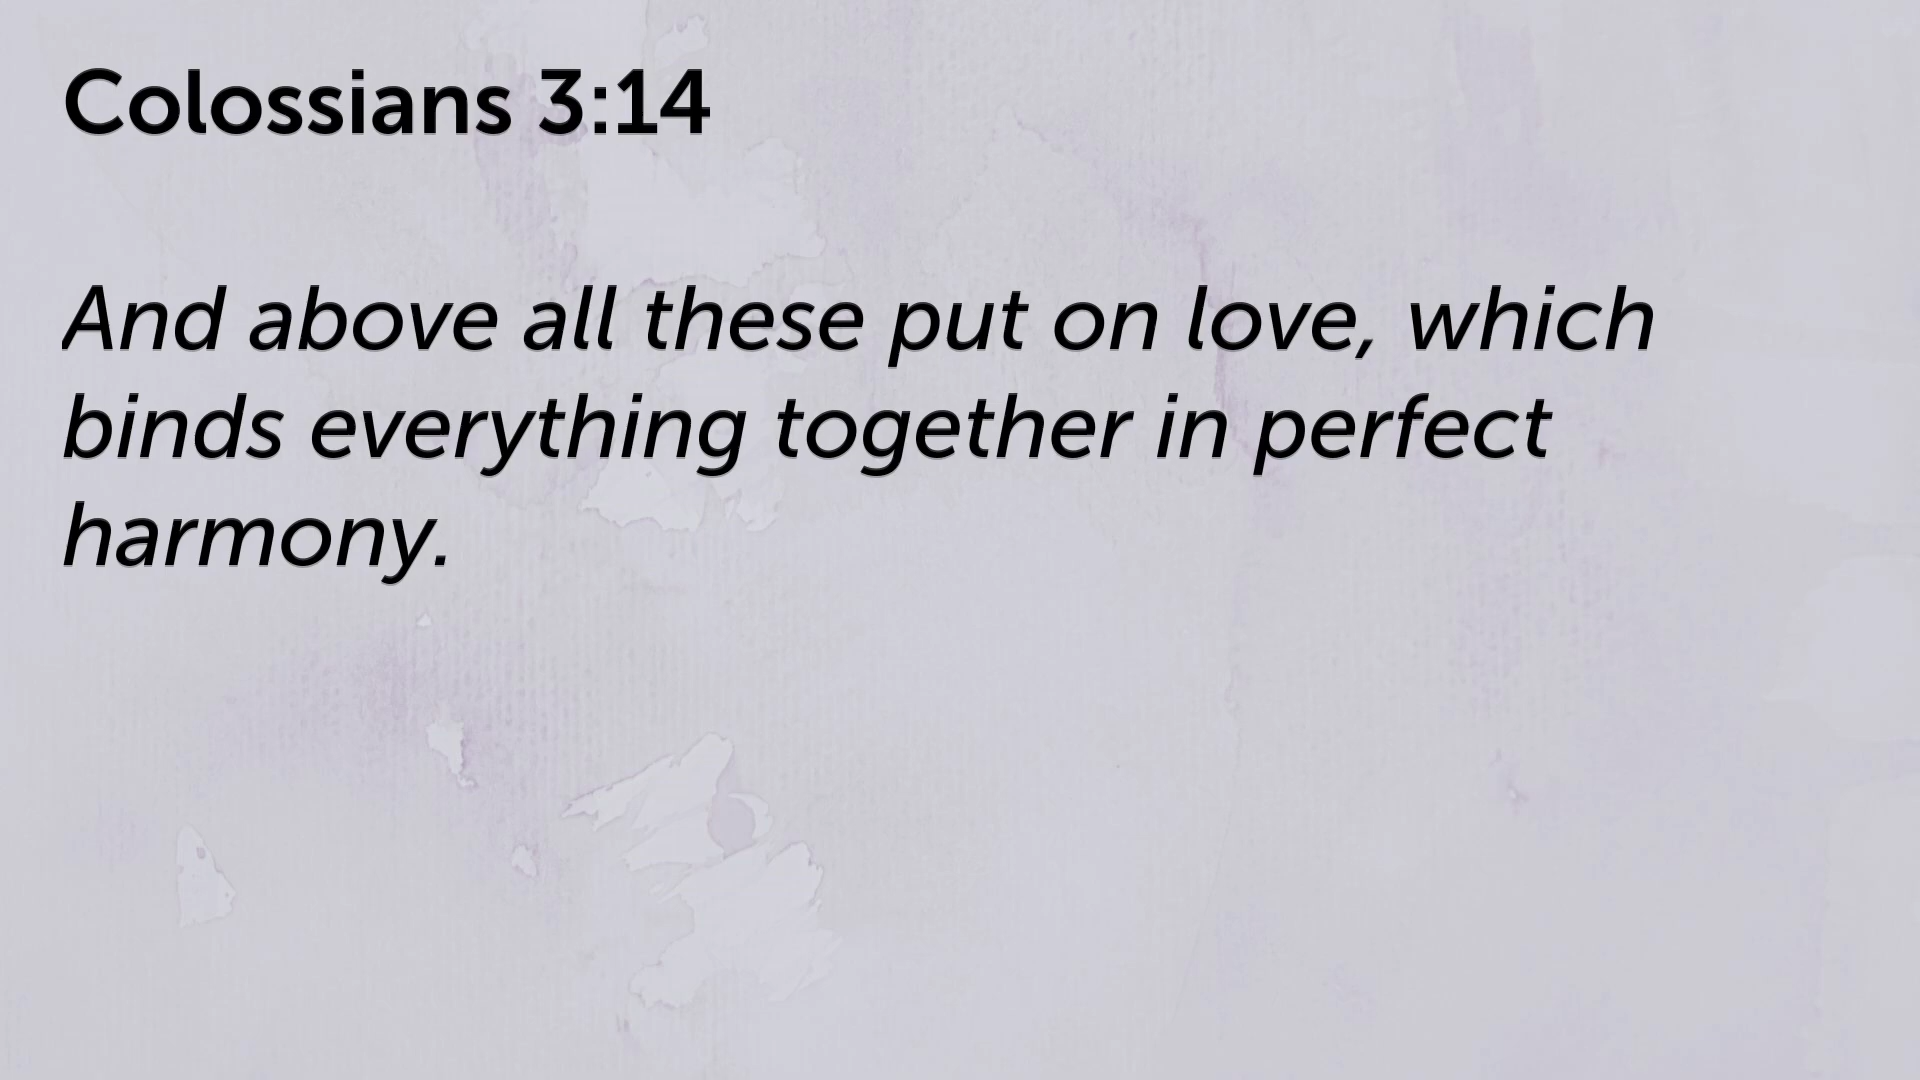 Colossians 3:14
And above all these put on love, which
binds everything together in perfect
harmony.